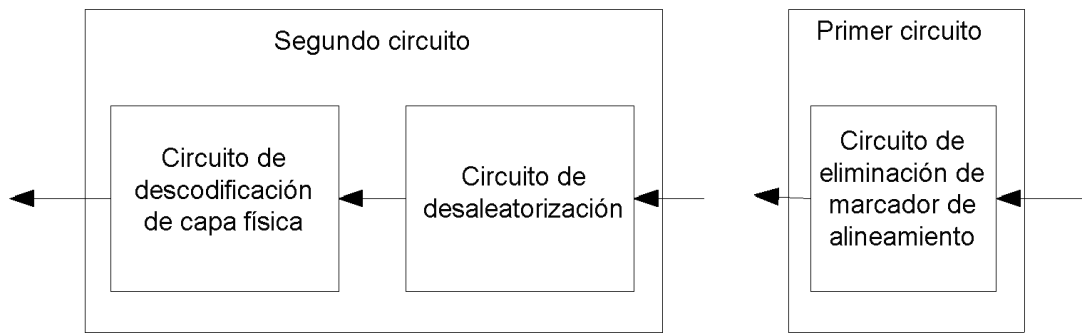 Segundo circuito
Circuito de
descodificación
de capa física
Circuito de
desaleatorización
Primer circuito
Circuito de
eliminación de
marcador de
alineamiento